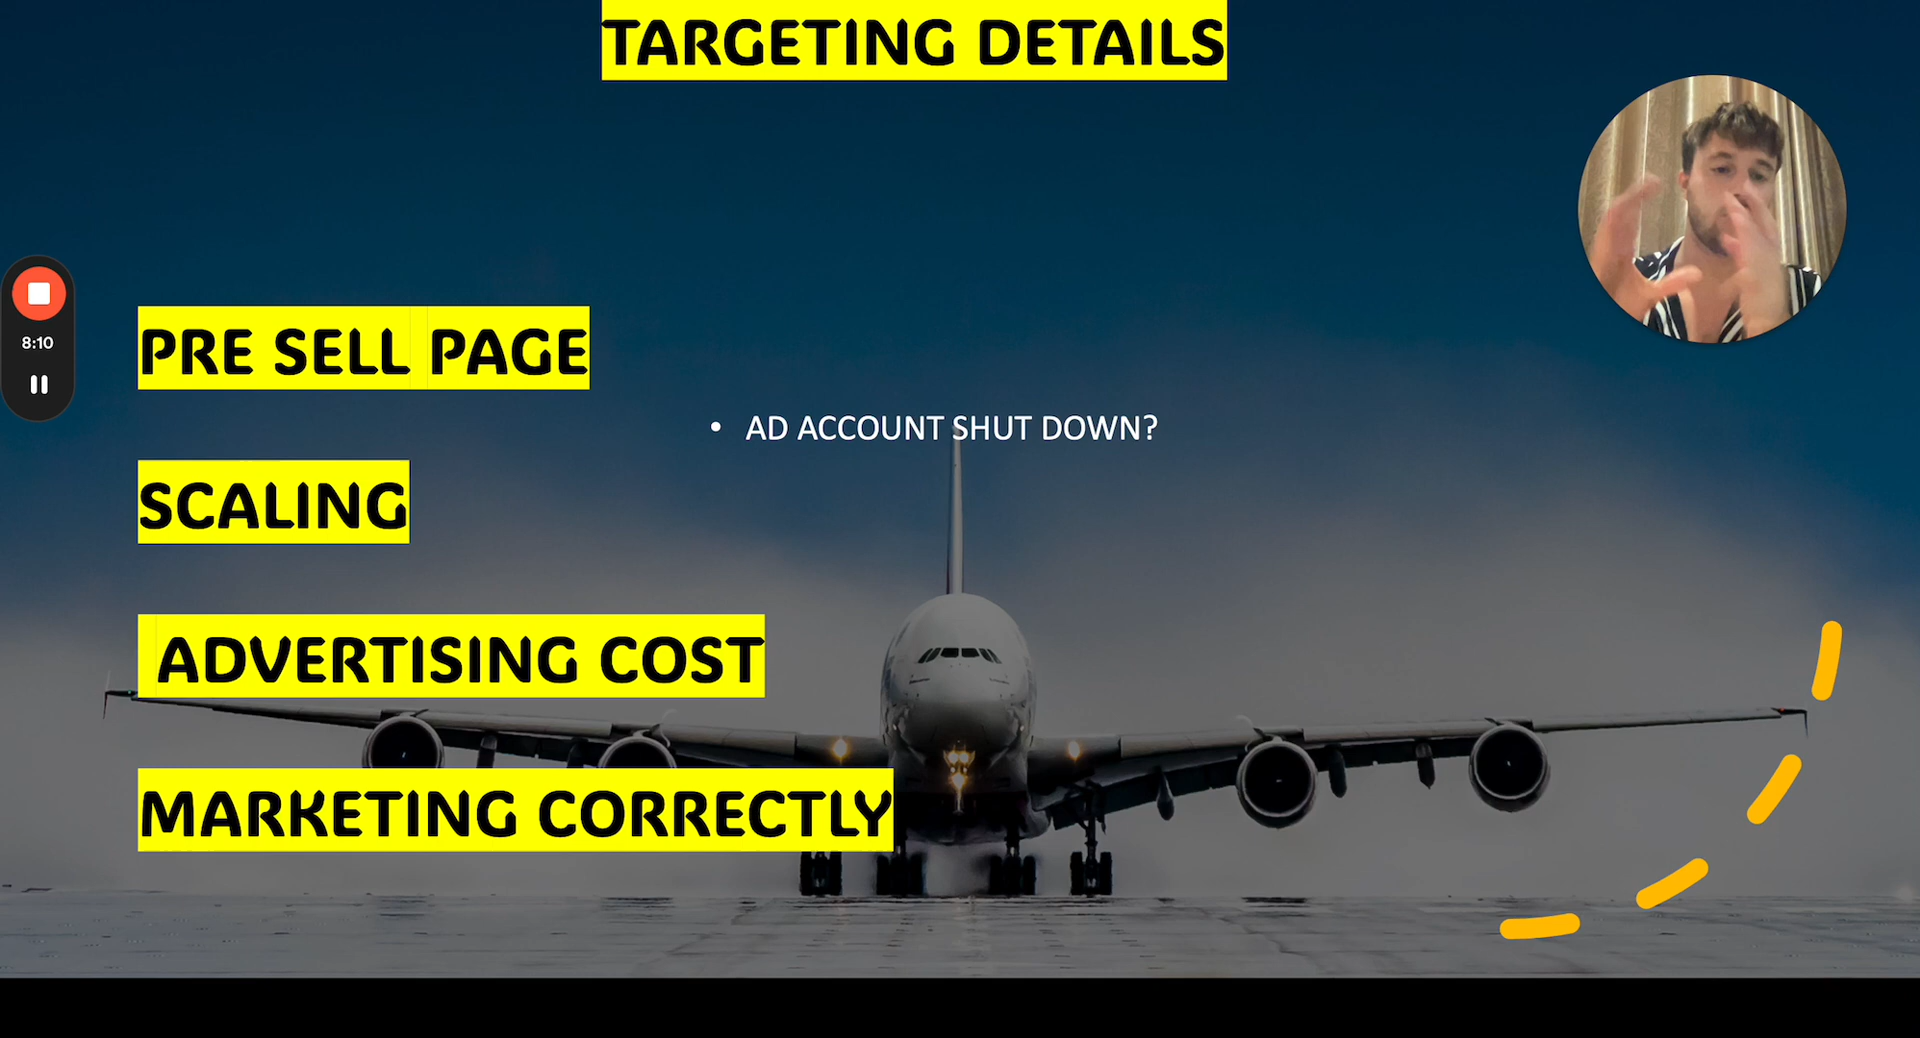 TARGETING DETAILS
8:10
PRE SELL PAGE
• AD ACCOUNT SHUT DOWN?
SCALING
ADVERTISING COST
MARKETING CORRECTLY